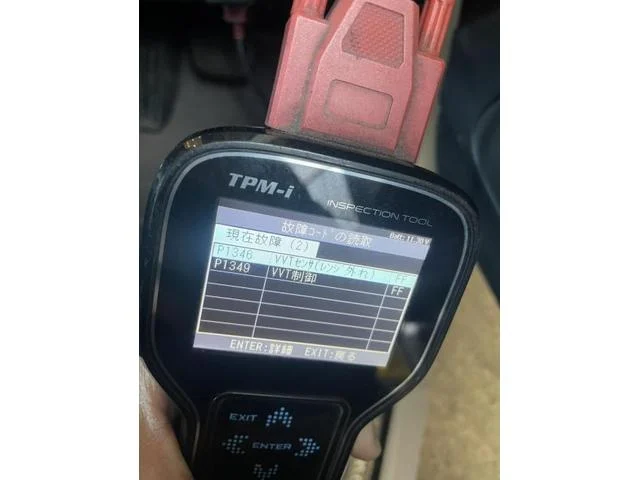 TPM-i
INSPECTION TOOL
故障コードの読取
現在故障 (2)
P1346 VVTセンサ(レンジ外れ) FF
P1349 VVT制御 FF
ENTER:詳細 EXIT:戻る
EXIT
ENTER